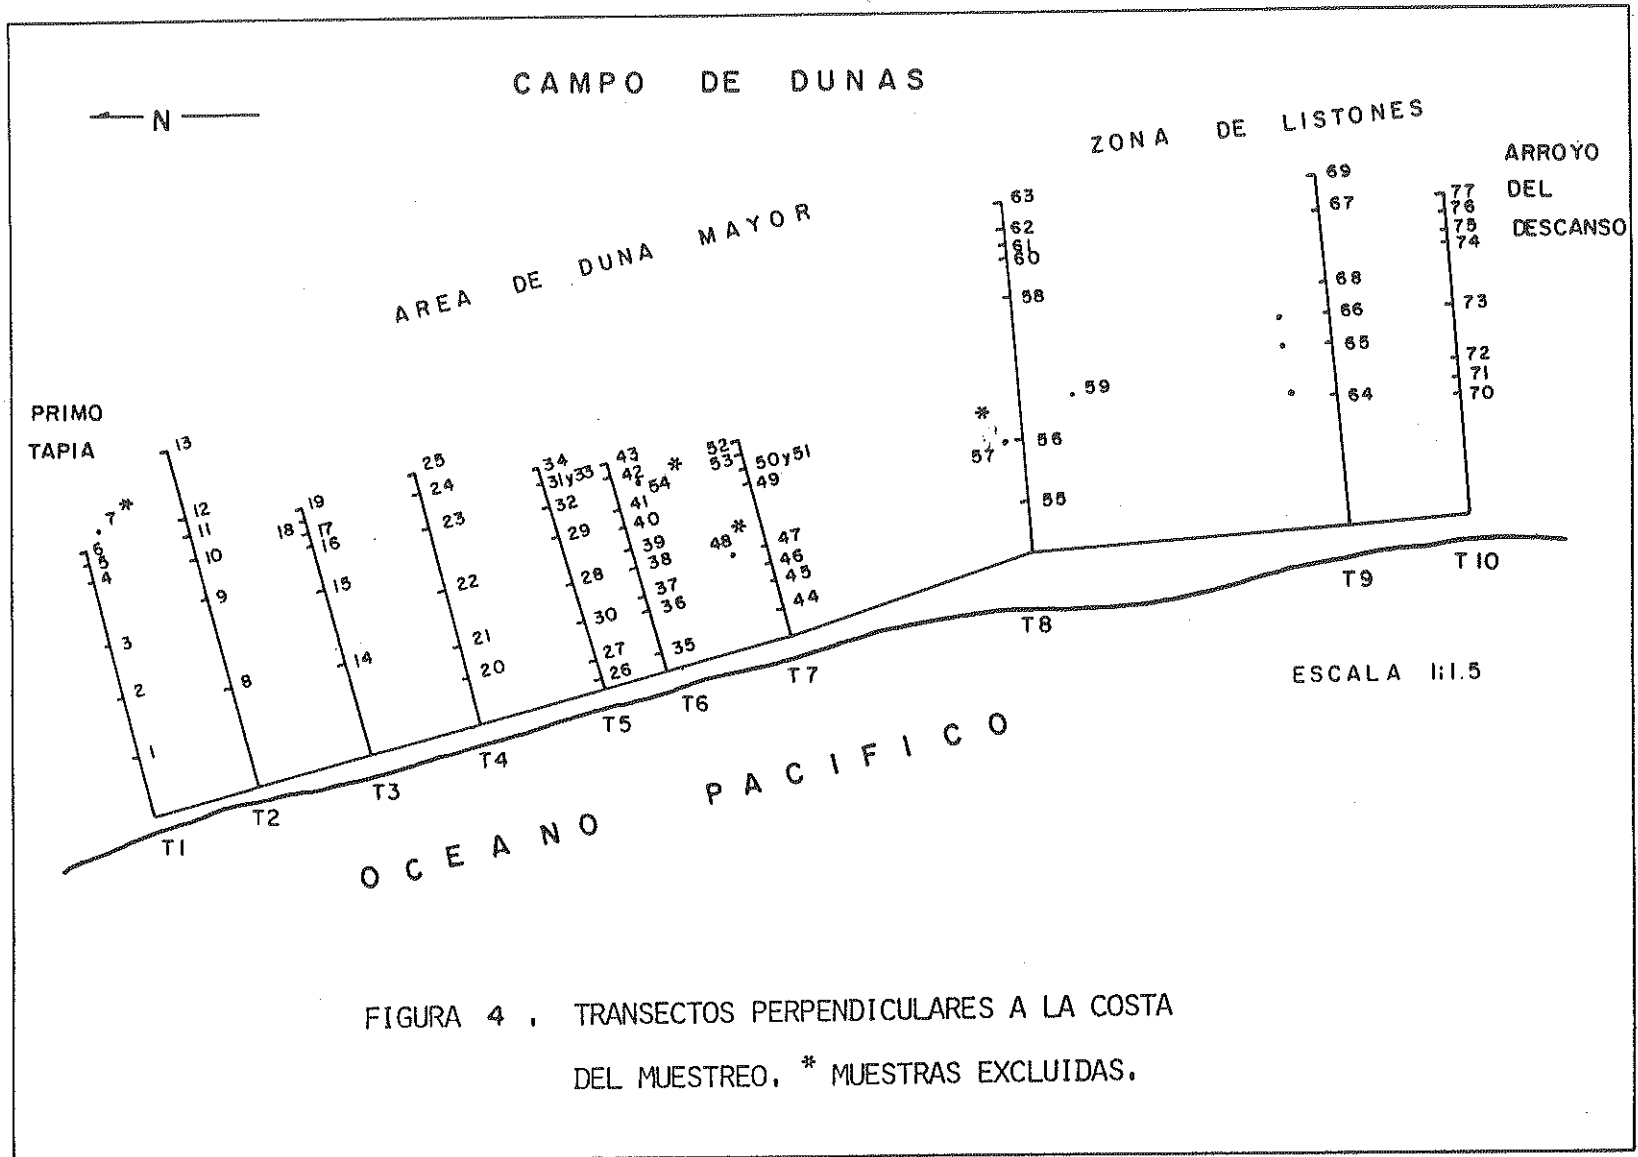 CAMPO DE DUNAS
N
ZONA DE LISTONES
ARROYO
DEL
DESCANSO
AREA DE DUNA MAYOR
PRIMO
TAPIA
6
5
4
7 *
3
2
1
13
12
11
10
9
8
19
18
17
16
15
14
25
24
23
22
21
20
34
31y33
32
29
28
30
27
26
43
42
54 *
41
40
39
38
37
36
35
52
53
50y51
49
48 *
47
46
45
44
63
62
61
60
58
59
*
57
56
55
69
67
68
66
65
64
77
76
75
74
73
72
71
70
T1
T2
T3
T4
T5
T6
T7
T8
T9
T10
ESCALA 1:1.5
OCEANO PACIFICO
FIGURA 4 . TRANSECTOS PERPENDICULARES A LA COSTA
DEL MUESTREO. * MUESTRAS EXCLUIDAS.